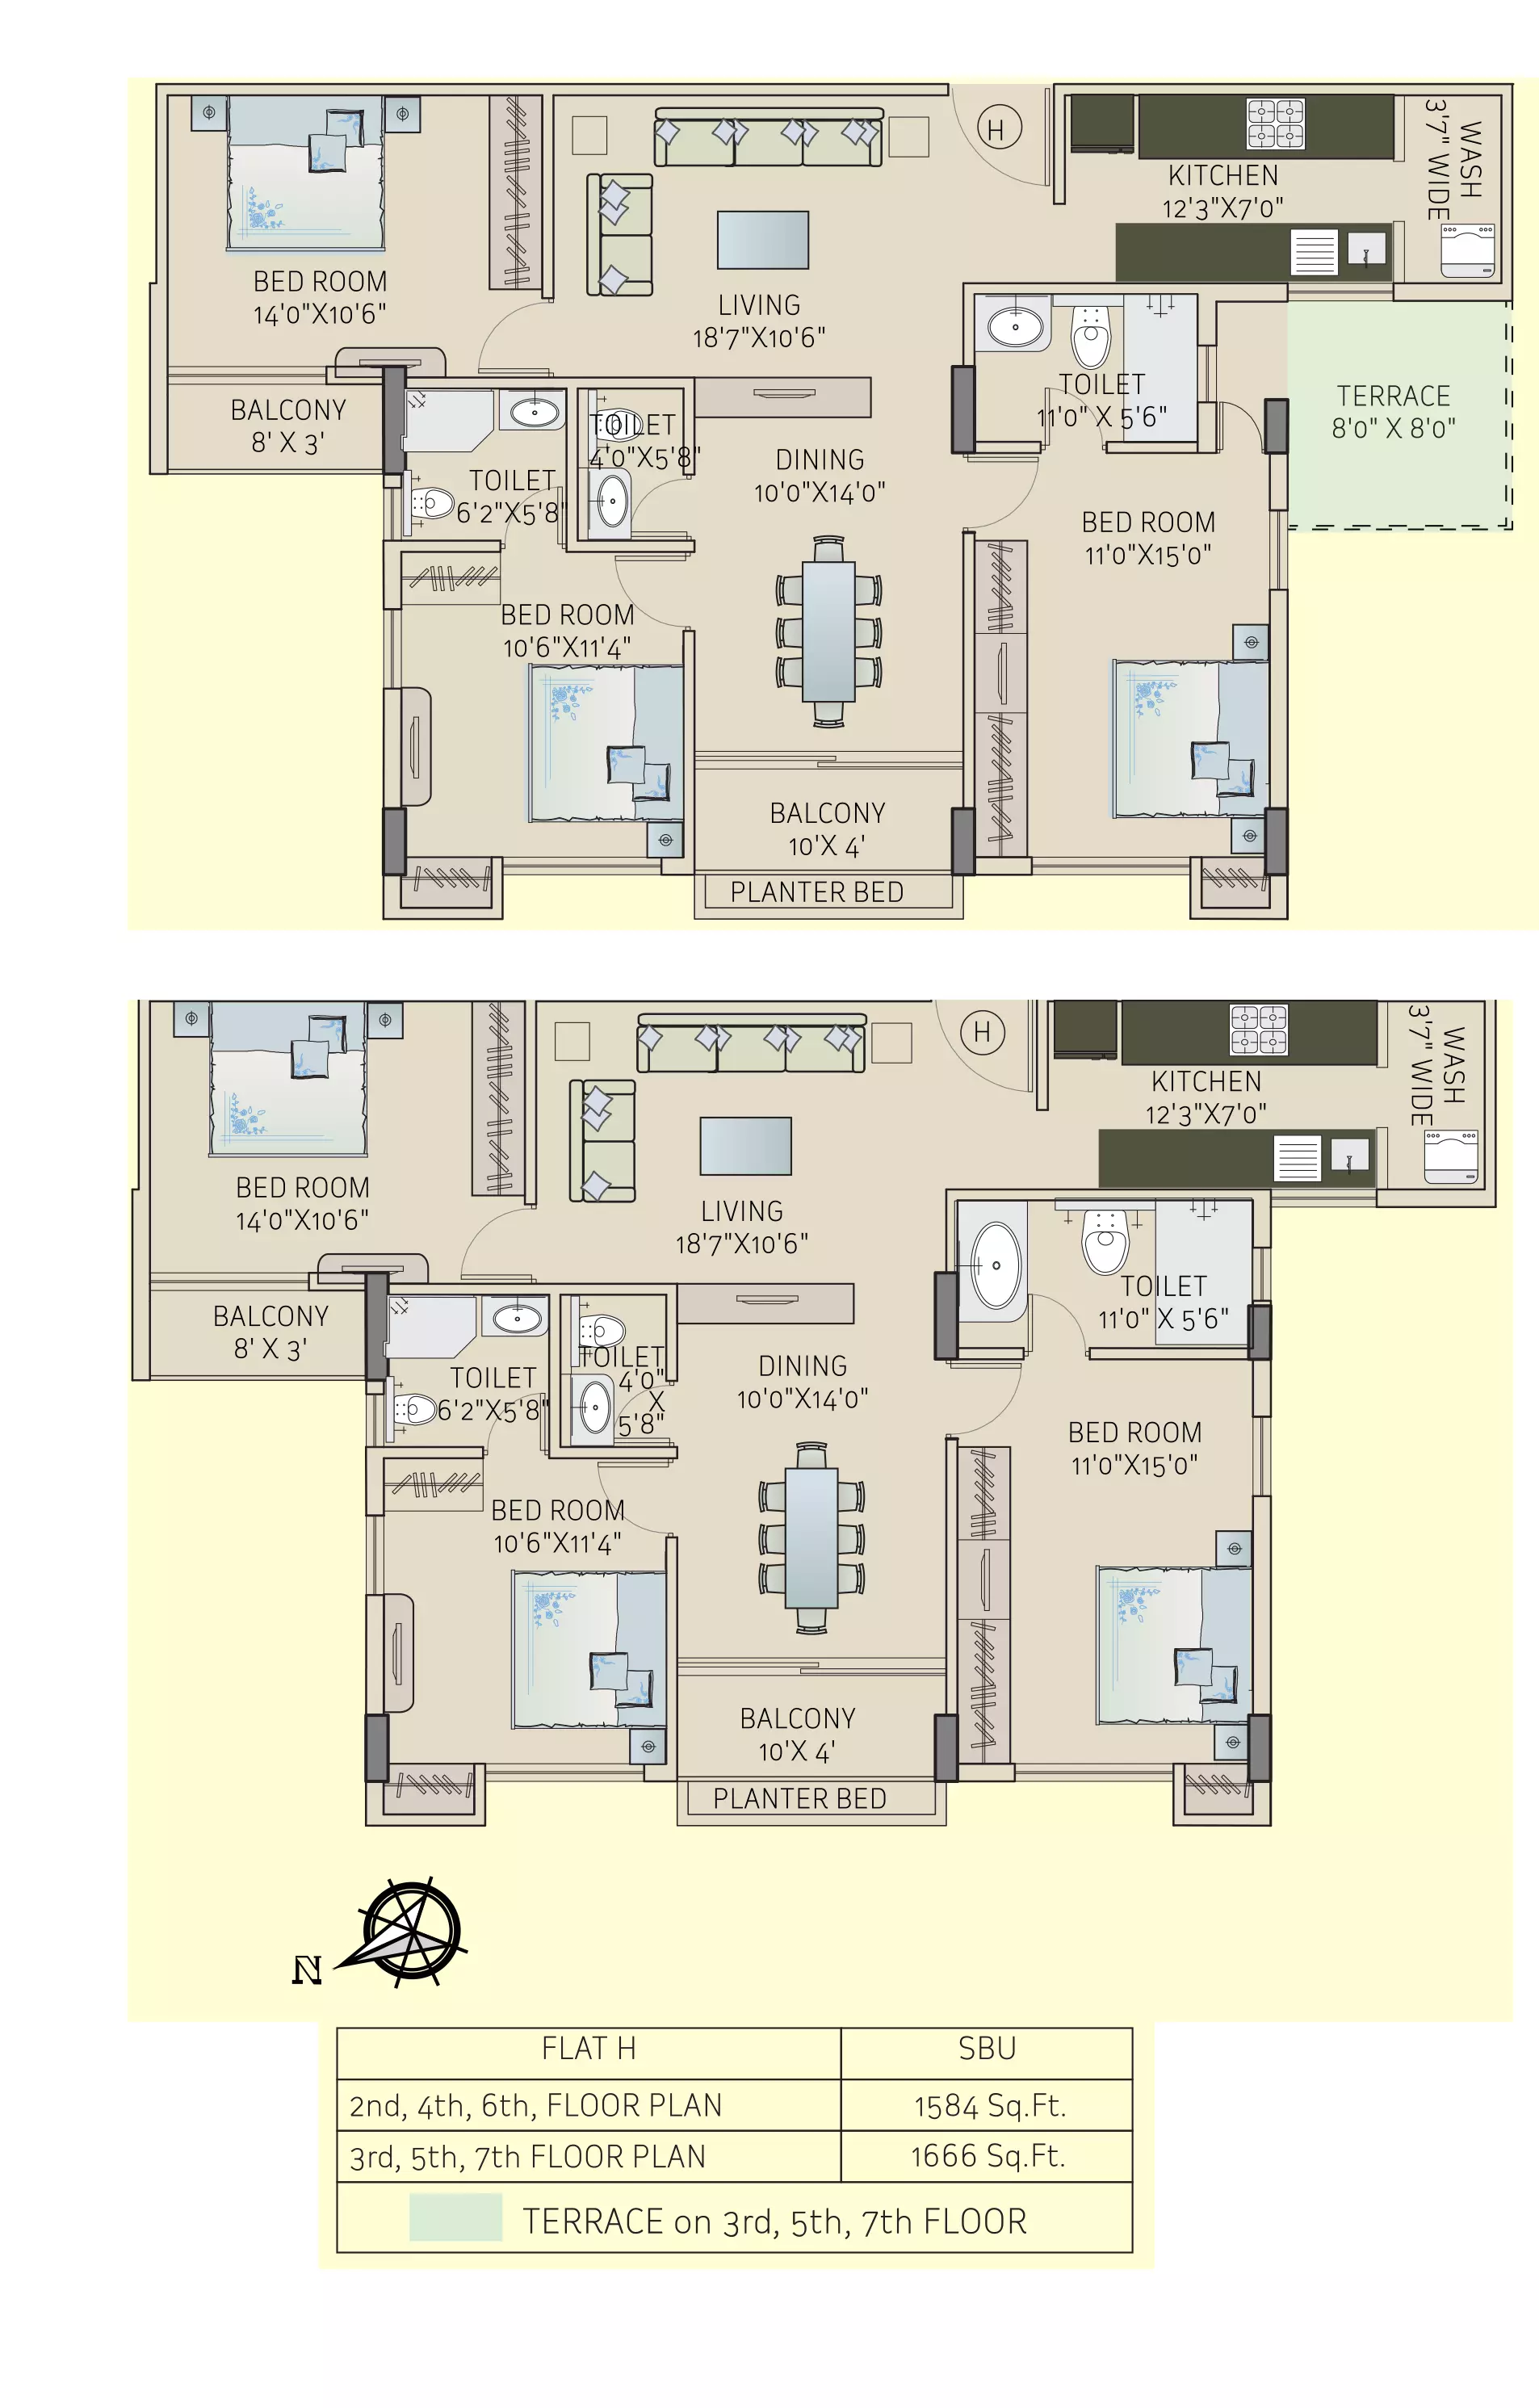 H
KITCHEN
12'3"X7'0"
WASH
3'7" WIDE
BED ROOM
14'0"X10'6"
LIVING
18'7"X10'6"
BALCONY
8' X 3'
TOILET
4'0"X5'8"
TOILET
11'0" X 5'6"
TERRACE
8'0" X 8'0"
TOILET
6'2"X5'8"
DINING
10'0"X14'0"
BED ROOM
11'0"X15'0"
BED ROOM
10'6"X11'4"
BALCONY
10'X 4'
PLANTER BED
H
KITCHEN
12'3"X7'0"
WASH
3'7" WIDE
BED ROOM
14'0"X10'6"
LIVING
18'7"X10'6"
BALCONY
8' X 3'
TOILET
6'2"X5'8"
TOILET
4'0"
X
5'8"
DINING
10'0"X14'0"
TOILET
11'0" X 5'6"
BED ROOM
11'0"X15'0"
BED ROOM
10'6"X11'4"
BALCONY
10'X 4'
PLANTER BED
N
FLAT H SBU
2nd, 4th, 6th, FLOOR PLAN 1584 Sq.Ft.
3rd, 5th, 7th FLOOR PLAN 1666 Sq.Ft.
TERRACE on 3rd, 5th, 7th FLOOR